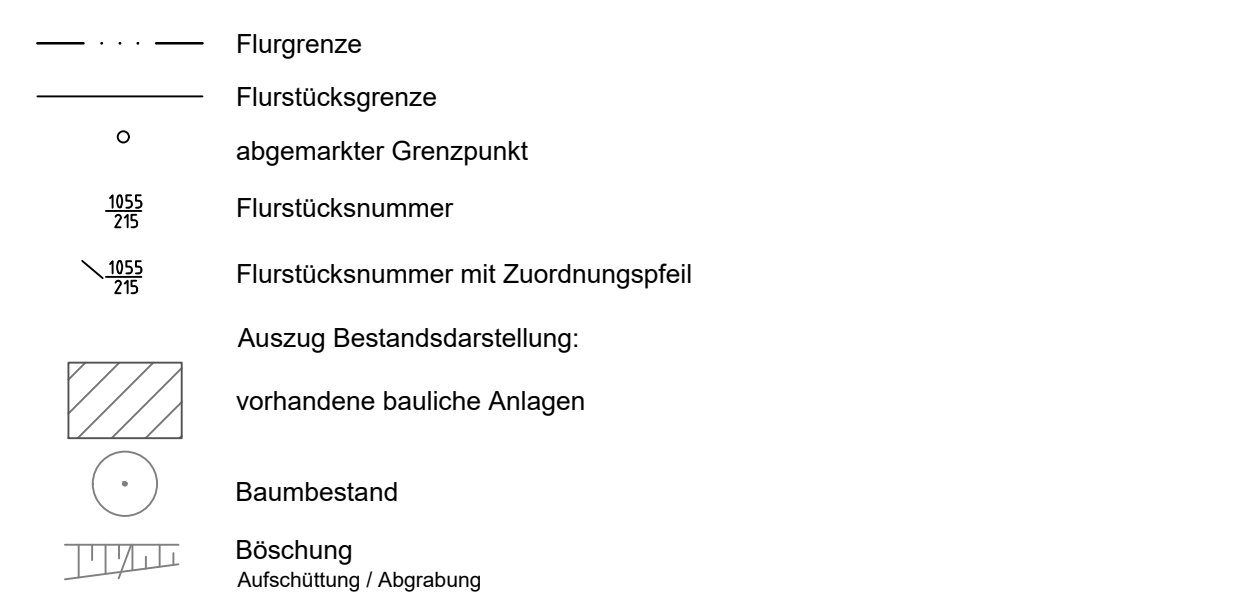 Flurgrenze
Flurstücksgrenze
abgemarkter Grenzpunkt
1055
215
Flurstücksnummer
1055
215
Flurstücksnummer mit Zuordnungspfeil
Auszug Bestandsdarstellung:
vorhandene bauliche Anlagen
Baumbestand
Böschung
Aufschüttung / Abgrabung